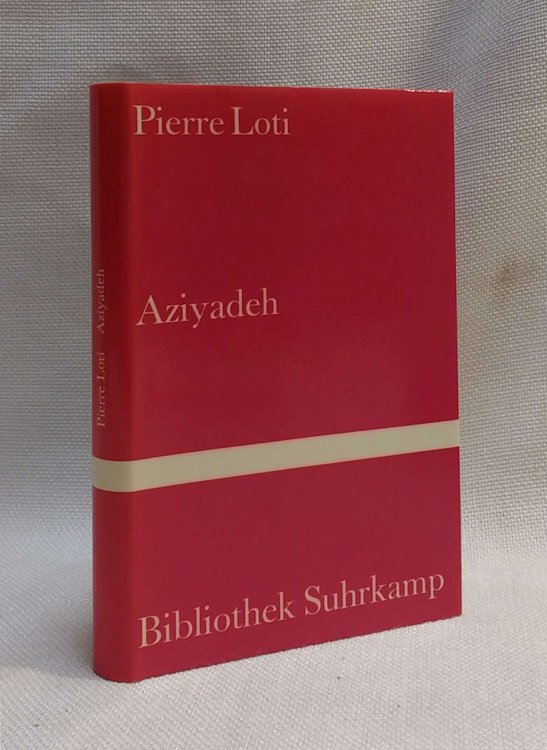 Pierre Loti
Aziyadeh
Bibliothek Suhrkamp
Pierre Loti Aziyadeh